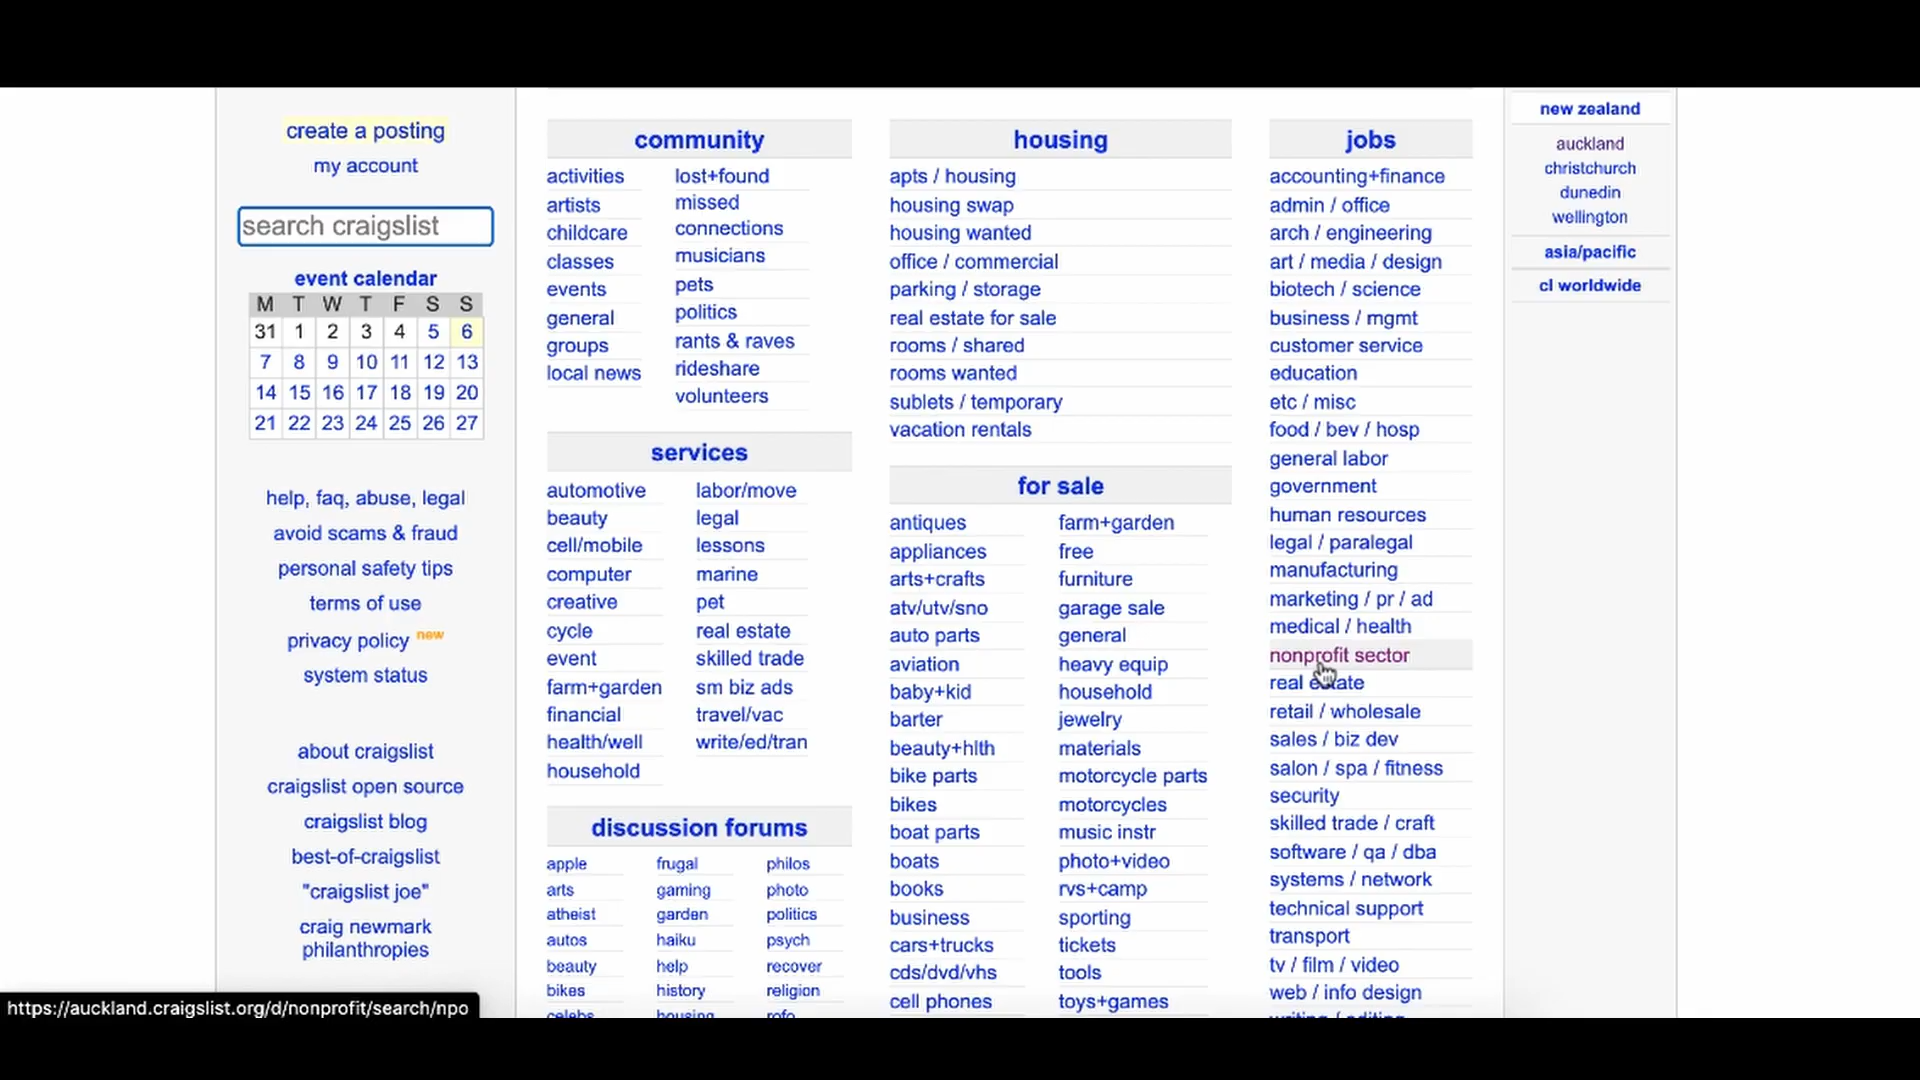 create a posting
my account
search craigslist
event calendar
M T W T F S S
31 1 2 3 4 5 6
7 8 9 10 11 12 13
14 15 16 17 18 19 20
21 22 23 24 25 26 27
help, faq, abuse, legal
avoid scams & fraud
personal safety tips
terms of use
privacy policy new
system status
about craigslist
craigslist open source
craigslist blog
best-of-craigslist
"craigslist joe"
craig newmark
philanthropies
community
activities
artists
childcare
classes
events
general
groups
local news
lost+found
missed
connections
musicians
pets
politics
rants & raves
rideshare
volunteers
services
automotive
beauty
cell/mobile
computer
creative
cycle
event
farm+garden
financial
health/well
household
labor/move
legal
lessons
marine
pet
real estate
skilled trade
sm biz ads
travel/vac
write/ed/tran
discussion forums
apple
arts
atheist
autos
beauty
bikes
celebs
frugal
gaming
garden
haiku
help
history
housing
philos
photo
politics
psych
recover
religion
rofo
housing
apts / housing
housing swap
housing wanted
office / commercial
parking / storage
real estate for sale
rooms / shared
rooms wanted
sublets / temporary
vacation rentals
for sale
antiques
appliances
arts+crafts
atv/utv/sno
auto parts
aviation
baby+kid
barter
beauty+hlth
bike parts
bikes
boat parts
boats
books
business
cars+trucks
cds/dvd/vhs
cell phones
farm+garden
free
furniture
garage sale
general
heavy equip
household
jewelry
materials
motorcycle parts
motorcycles
music instr
photo+video
rvs+camp
sporting
tickets
tools
toys+games
jobs
accounting+finance
admin / office
arch / engineering
art / media / design
biotech / science
business / mgmt
customer service
education
etc / misc
food / bev / hosp
general labor
government
human resources
legal / paralegal
manufacturing
marketing / pr / ad
medical / health
nonprofit sector
real estate
retail / wholesale
sales / biz dev
salon / spa / fitness
security
skilled trade / craft
software / qa / dba
systems / network
technical support
transport
tv / film / video
web / info design
writing / editing
new zealand
auckland
christchurch
dunedin
wellington
asia/pacific
cl worldwide
https://auckland.craigslist.org/d/nonprofit/search/npo